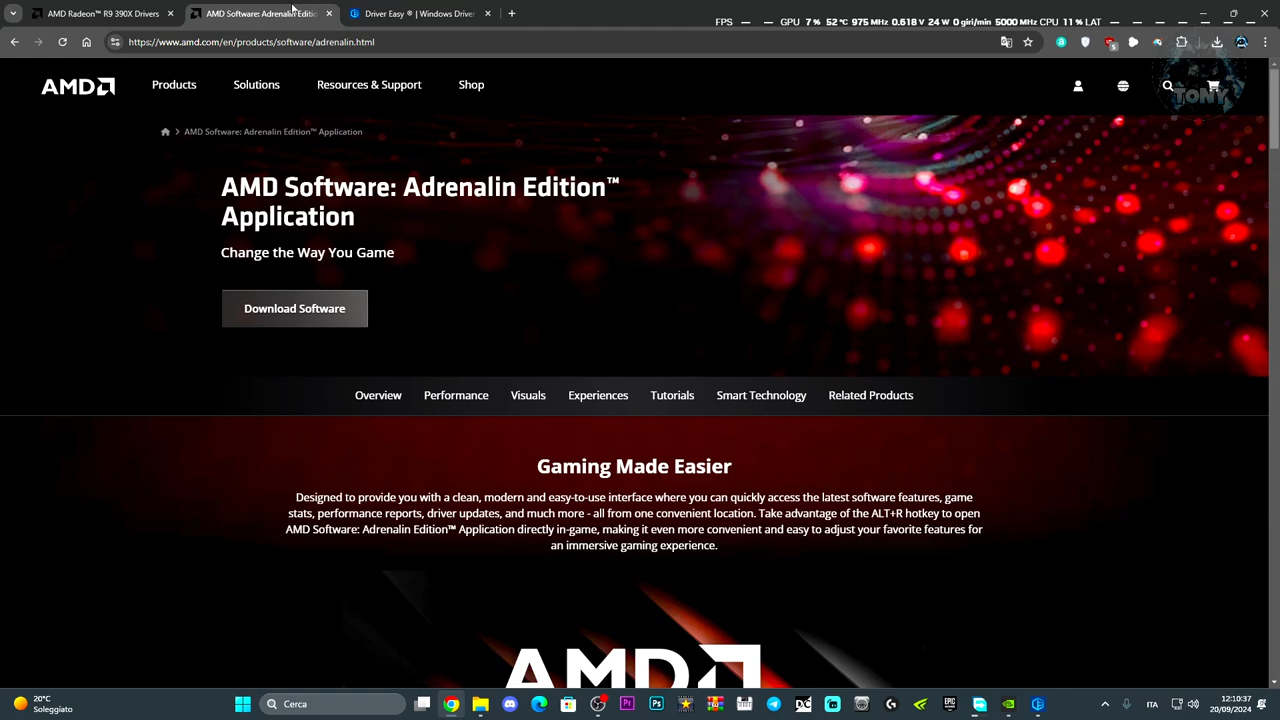 AMD Radeon™ R9 390X Drivers
AMD Software: Adrenalin Editio
Driver Easy ® | Windows Driver
FPS — — GPU 7 % 52 °C 975 MHz 0.618 V 24 W 0 giri/min 5000 MHz CPU 11 % LAT — — — —
https://www.amd.com/en/products/software/adrenalin.html
AMD
Products
Solutions
Resources & Support
Shop
TONY
AMD Software: Adrenalin Edition™ Application
AMD Software: Adrenalin Edition™
Application
Change the Way You Game
Download Software
Overview
Performance
Visuals
Experiences
Tutorials
Smart Technology
Related Products
Gaming Made Easier
Designed to provide you with a clean, modern and easy-to-use interface where you can quickly access the latest software features, game
stats, performance reports, driver updates, and much more - all from one convenient location. Take advantage of the ALT+R hotkey to open
AMD Software: Adrenalin Edition™ Application directly in-game, making it even more convenient and easy to adjust your favorite features for
an immersive gaming experience.
AMD
20°C
Soleggiato
Cerca
Pr
Ps
DC
EPIC
ITA
12:10:37
20/09/2024